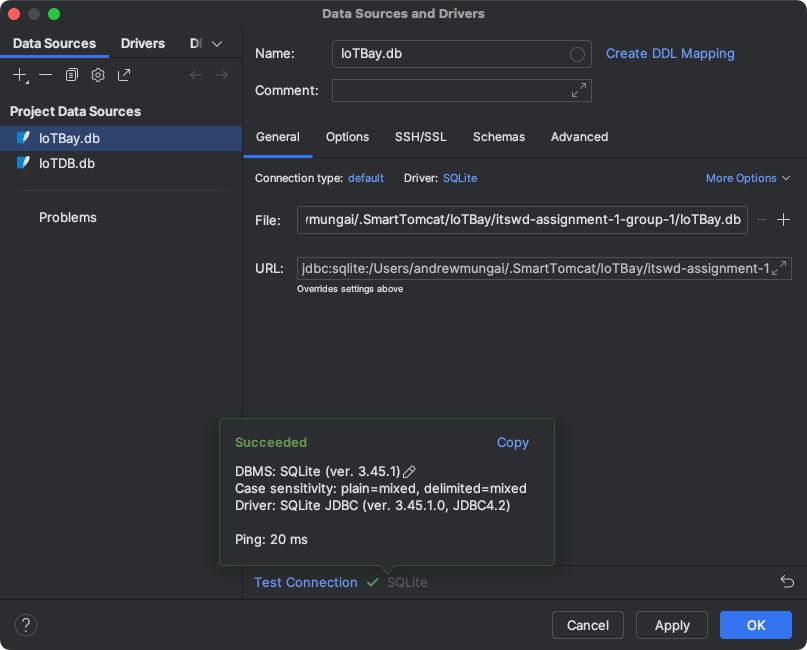 Data Sources and Drivers
Data Sources Drivers
Project Data Sources
IoTBay.db
IoTDB.db
Problems
Name: IoTBay.db Create DDL Mapping
Comment:
General Options SSH/SSL Schemas Advanced
Connection type: default Driver: SQLite More Options
File: /mungai/.SmartTomcat/IoTBay/itswd-assignment-1-group-1/IoTBay.db ...
URL: jdbc:sqlite:/Users/andrewmungai/.SmartTomcat/IoTBay/itswd-assignment-1
Overrides settings above
Succeeded Copy
DBMS: SQLite (ver. 3.45.1)
Case sensitivity: plain=mixed, delimited=mixed
Driver: SQLite JDBC (ver. 3.45.1.0, JDBC4.2)
Ping: 20 ms
Test Connection SQLite
? Cancel Apply OK